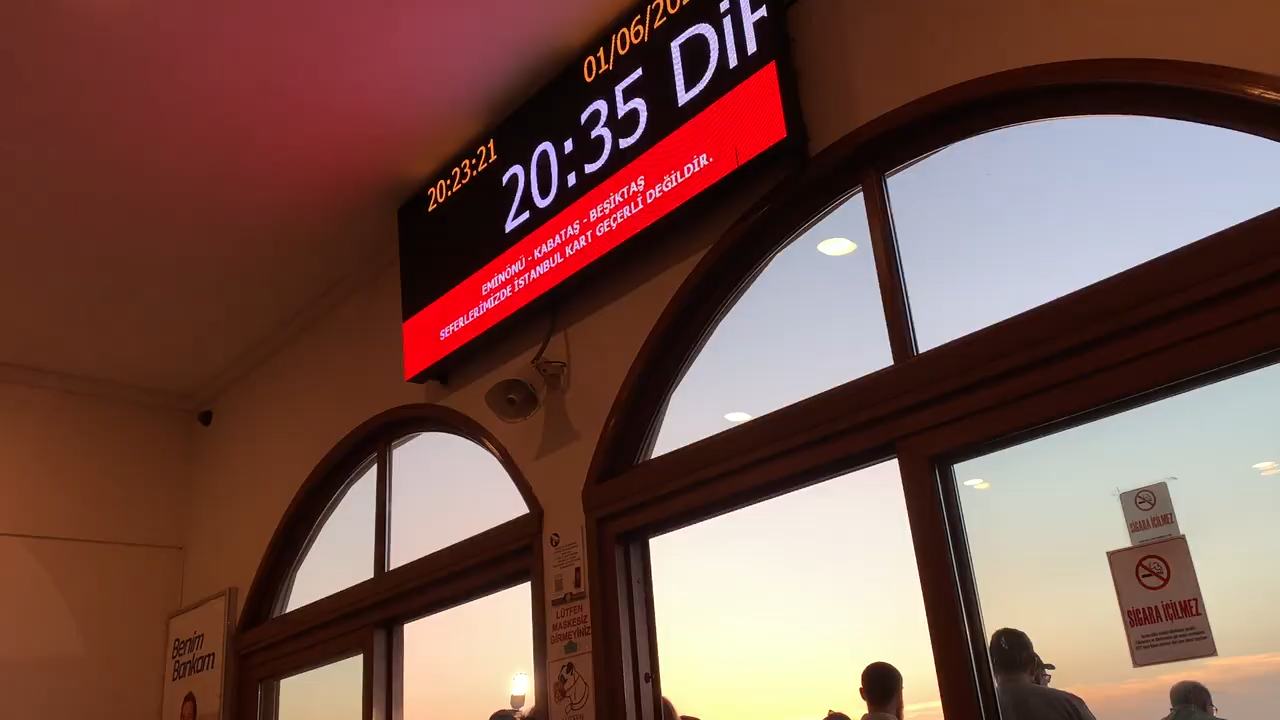 01/06/202
20:23:21
20:35 DİF
EMİNÖNÜ - KABATAŞ - BEŞİKTAŞ
SEFERLERİMİZDE İSTANBUL KART GEÇERLİ DEĞİLDİR.
SİGARA İÇİLMEZ
SİGARA İÇİLMEZ
LÜTFEN
MASKESİZ
GİRMEYİNİZ
Benim
Bankam